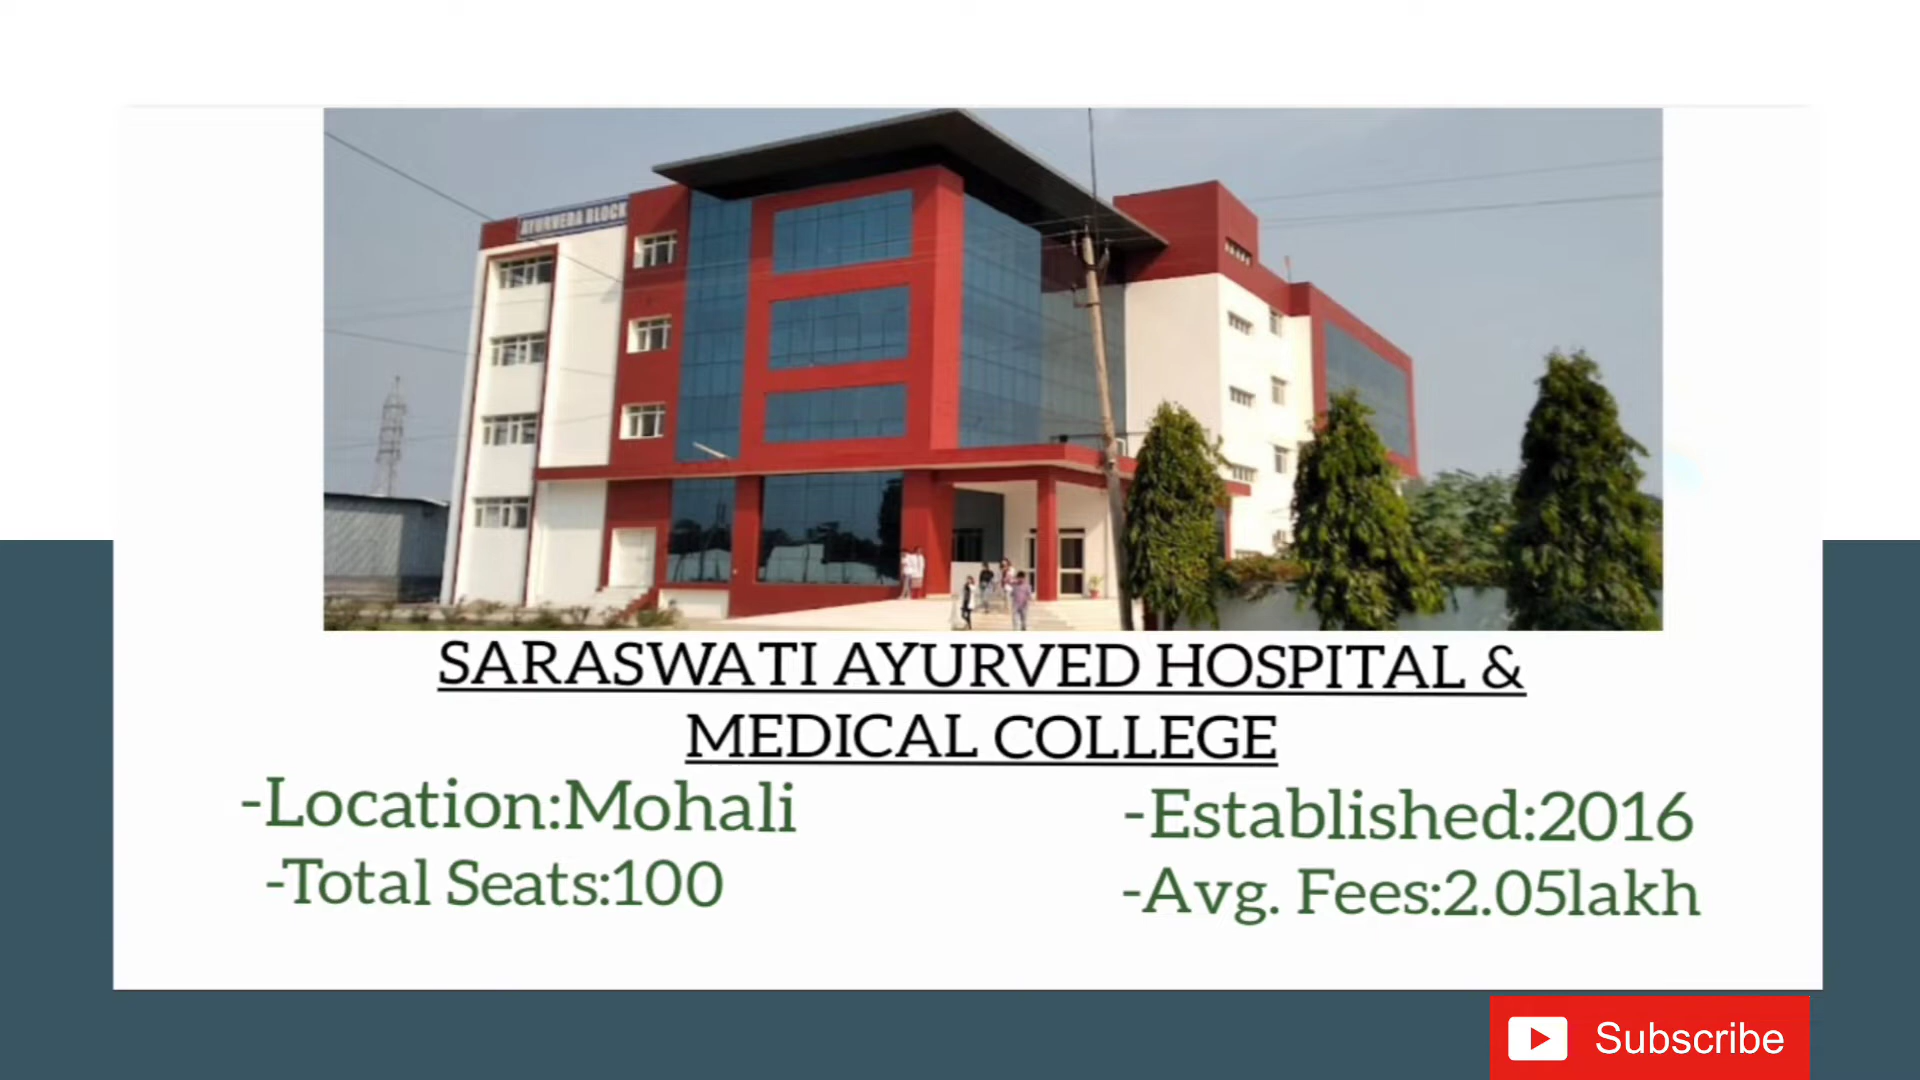 AYURVEDA BLOCK
SARASWATI AYURVED HOSPITAL &
MEDICAL COLLEGE
-Location:Mohali
-Established:2016
-Total Seats:100
-Avg. Fees:2.05lakh
Subscribe